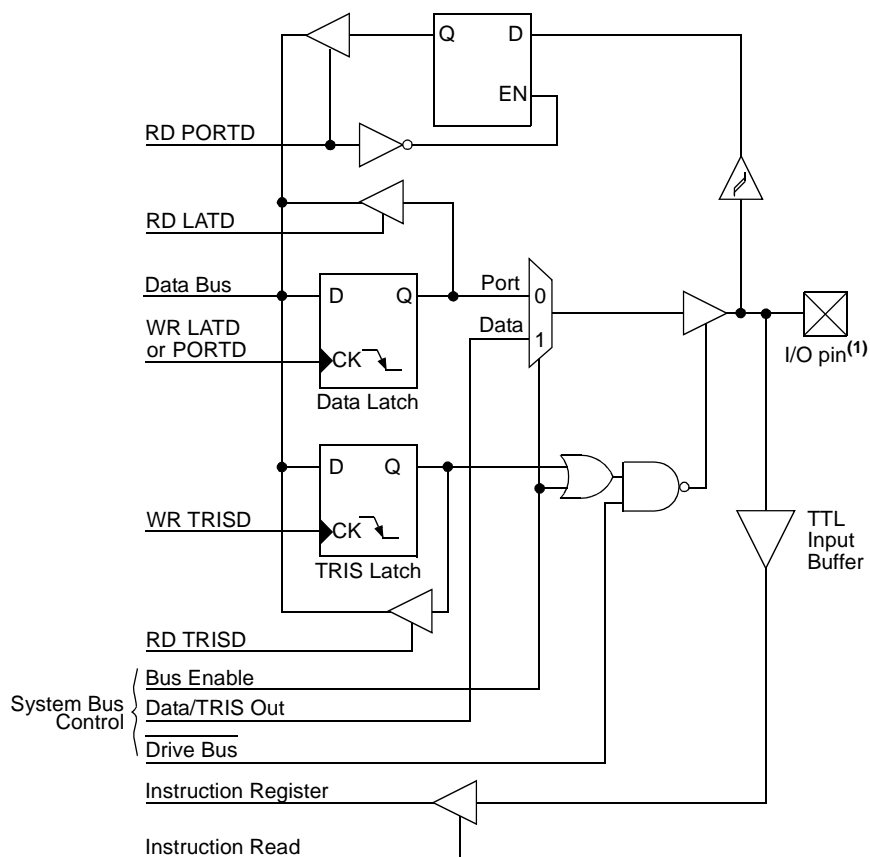 Q
D
EN
RD PORTD
RD LATD
Data Bus
D
Q
Port
0
Data
1
WR LATD
or PORTD
CK
Data Latch
I/O pin(1)
D
Q
WR TRISD
CK
TRIS Latch
TTL
Input
Buffer
RD TRISD
System Bus
Control
Bus Enable
Data/TRIS Out
Drive Bus
Instruction Register
Instruction Read